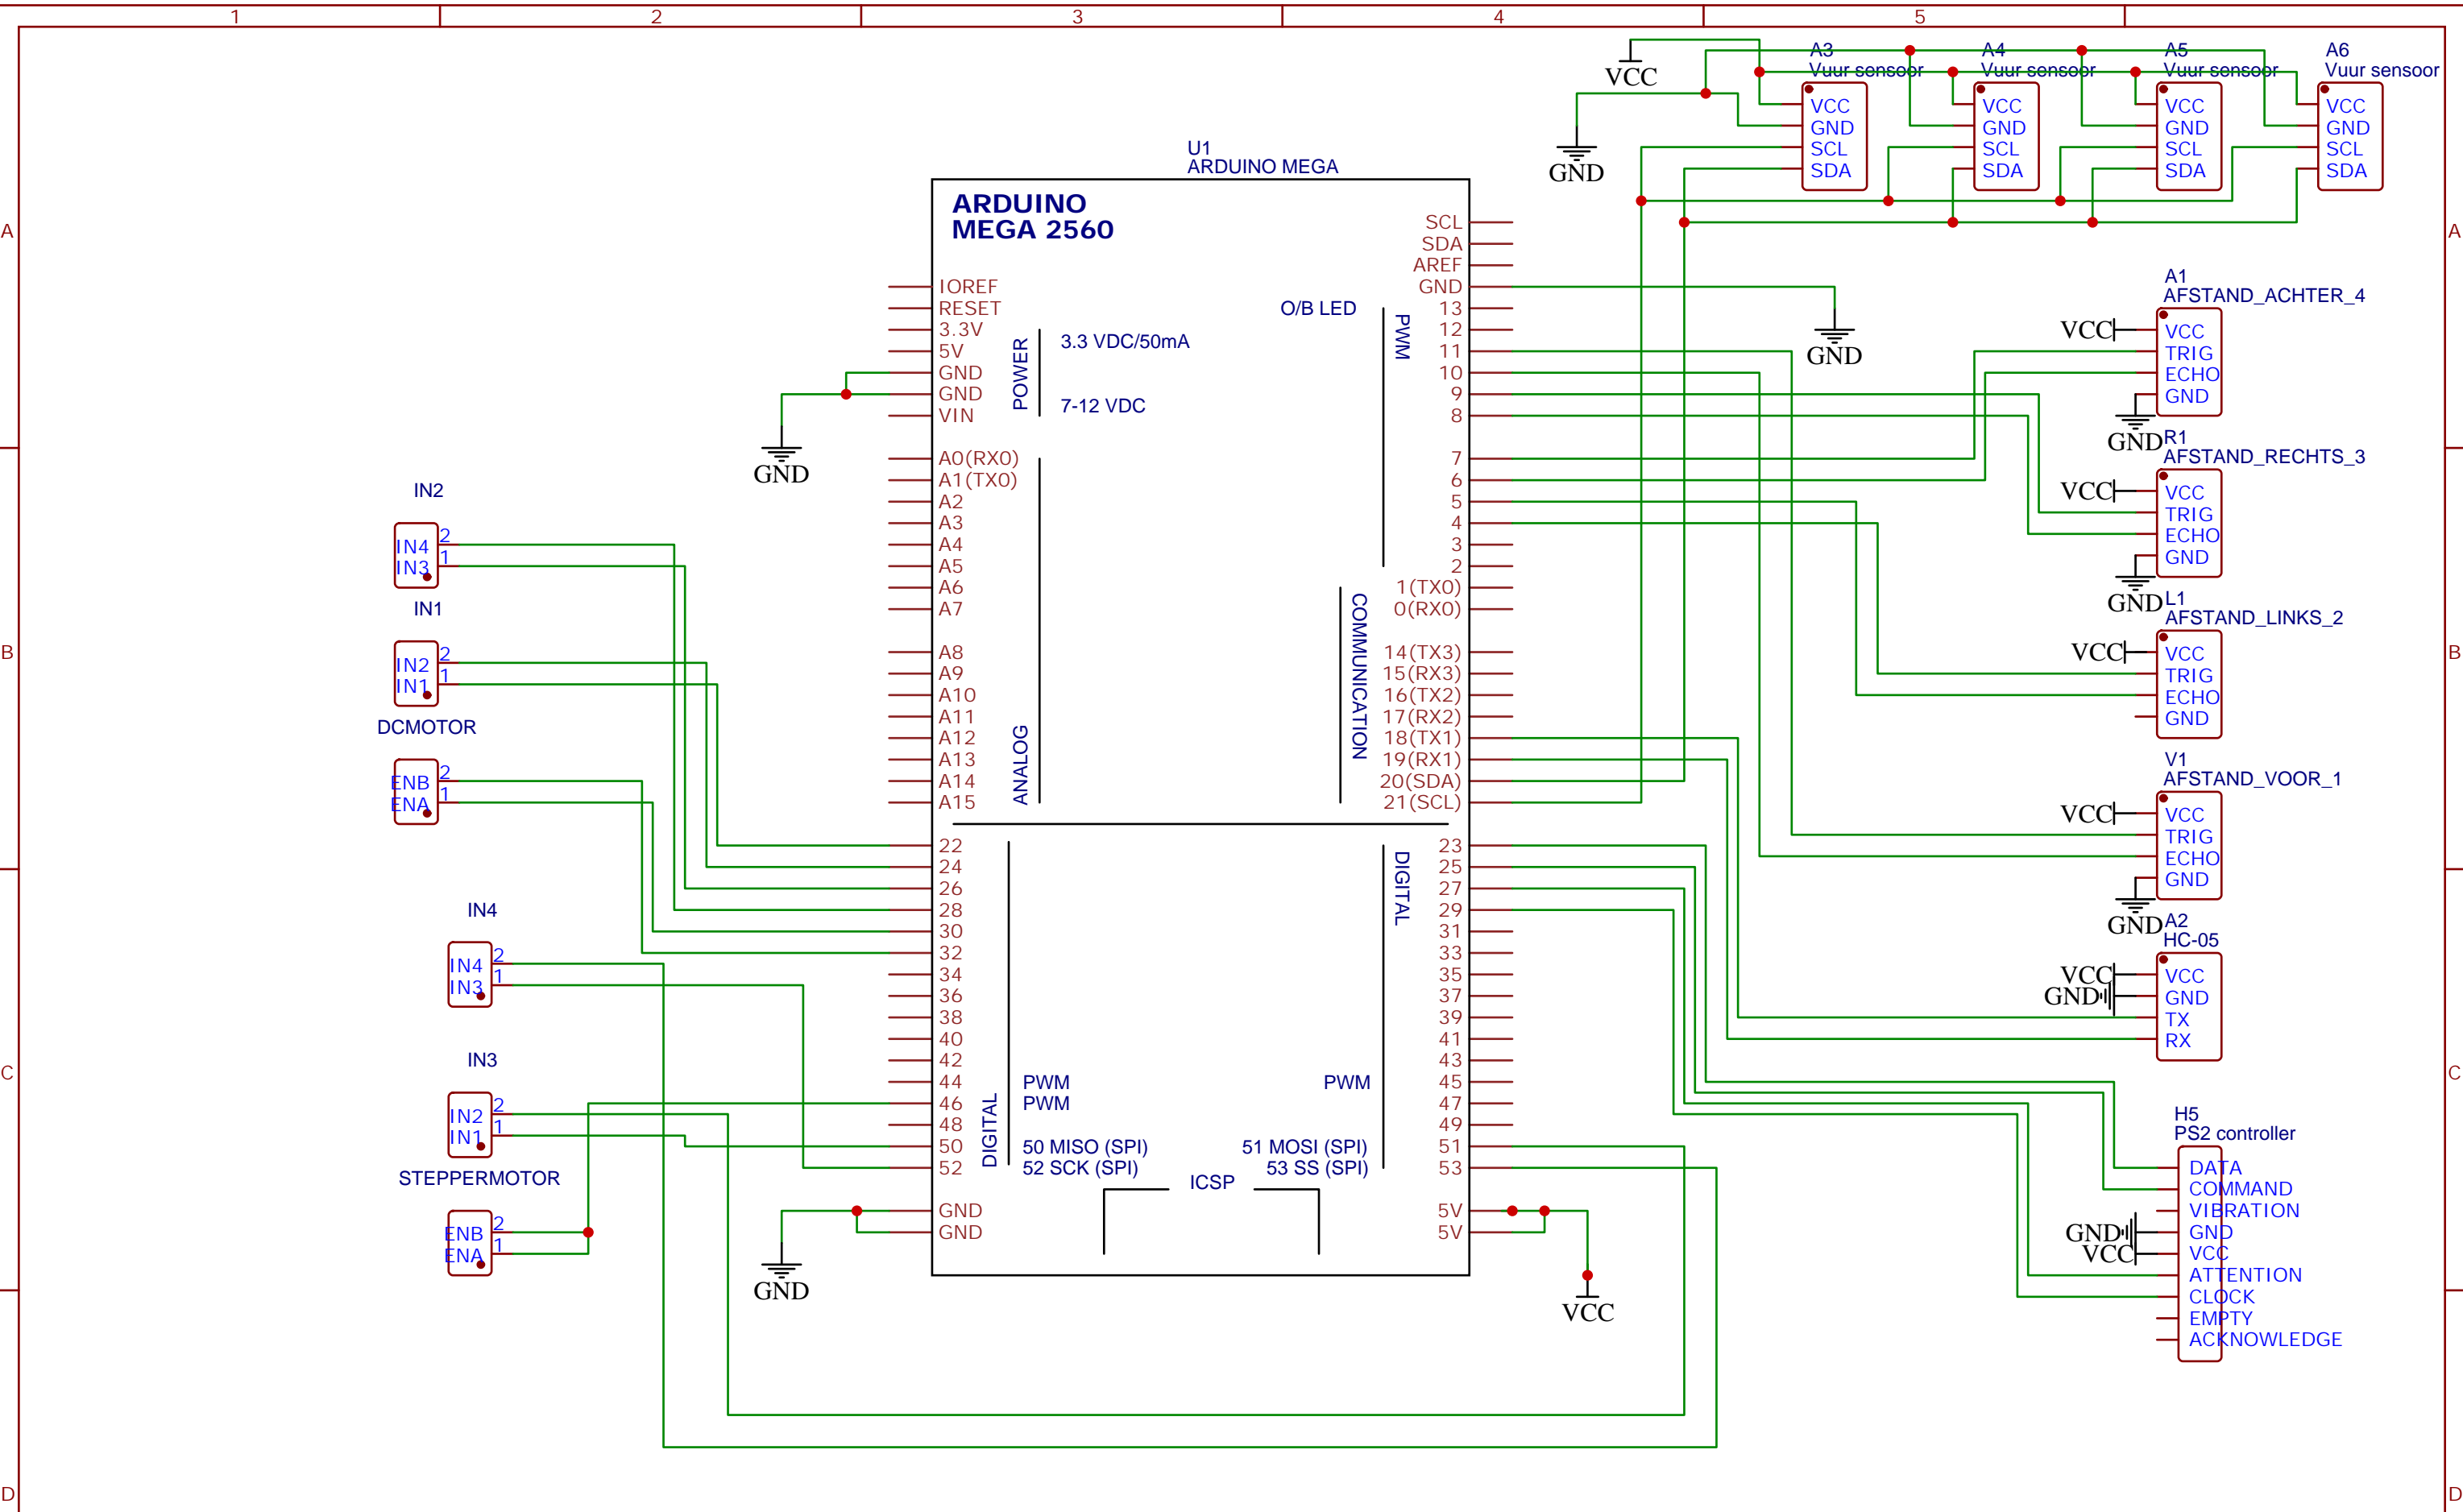 1
2
3
4
5
A
B
C
D
A
B
C
D
U1
ARDUINO MEGA
ARDUINO
MEGA 2560
IOREF
RESET
3.3V
5V
GND
GND
VIN
POWER
3.3 VDC/50mA
7-12 VDC
A0(RX0)
A1(TX0)
A2
A3
A4
A5
A6
A7
A8
A9
A10
A11
A12
A13
A14
A15
ANALOG
22
24
26
28
30
32
34
36
38
40
42
44
46
48
50
52
DIGITAL
PWM
PWM
50 MISO (SPI)
52 SCK (SPI)
GND
GND
ICSP
SCL
SDA
AREF
GND
13
12
11
10
9
8
7
6
5
4
3
2
O/B LED
PWM
1(TX0)
0(RX0)
14(TX3)
15(RX3)
16(TX2)
17(RX2)
18(TX1)
19(RX1)
20(SDA)
21(SCL)
COMMUNICATION
23
25
27
29
31
33
35
37
39
41
43
45
47
49
51
53
DIGITAL
PWM
51 MOSI (SPI)
53 SS (SPI)
5V
5V
GND
GND
VCC
GND
IN2
IN4 2
IN3 1
IN1
IN2 2
IN1 1
DCMOTOR
ENB 2
ENA 1
IN4
IN4 2
IN3 1
IN3
IN2 2
IN1 1
STEPPERMOTOR
ENB 2
ENA 1
VCC
GND
A3
Vuur sensoor
VCC
GND
SCL
SDA
A4
Vuur sensoor
VCC
GND
SCL
SDA
A5
Vuur sensoor
VCC
GND
SCL
SDA
A6
Vuur sensoor
VCC
GND
SCL
SDA
A1
AFSTAND_ACHTER_4
VCC
VCC
TRIG
ECHO
GND
GND
R1
AFSTAND_RECHTS_3
VCC
VCC
TRIG
ECHO
GND
GND
L1
AFSTAND_LINKS_2
VCC
VCC
TRIG
ECHO
GND
V1
AFSTAND_VOOR_1
VCC
VCC
TRIG
ECHO
GND
GND
A2
HC-05
VCC
GND
VCC
GND
TX
RX
H5
PS2 controller
DATA
COMMAND
VIBRATION
GND
GND
VCC
VCC
ATTENTION
CLOCK
EMPTY
ACKNOWLEDGE